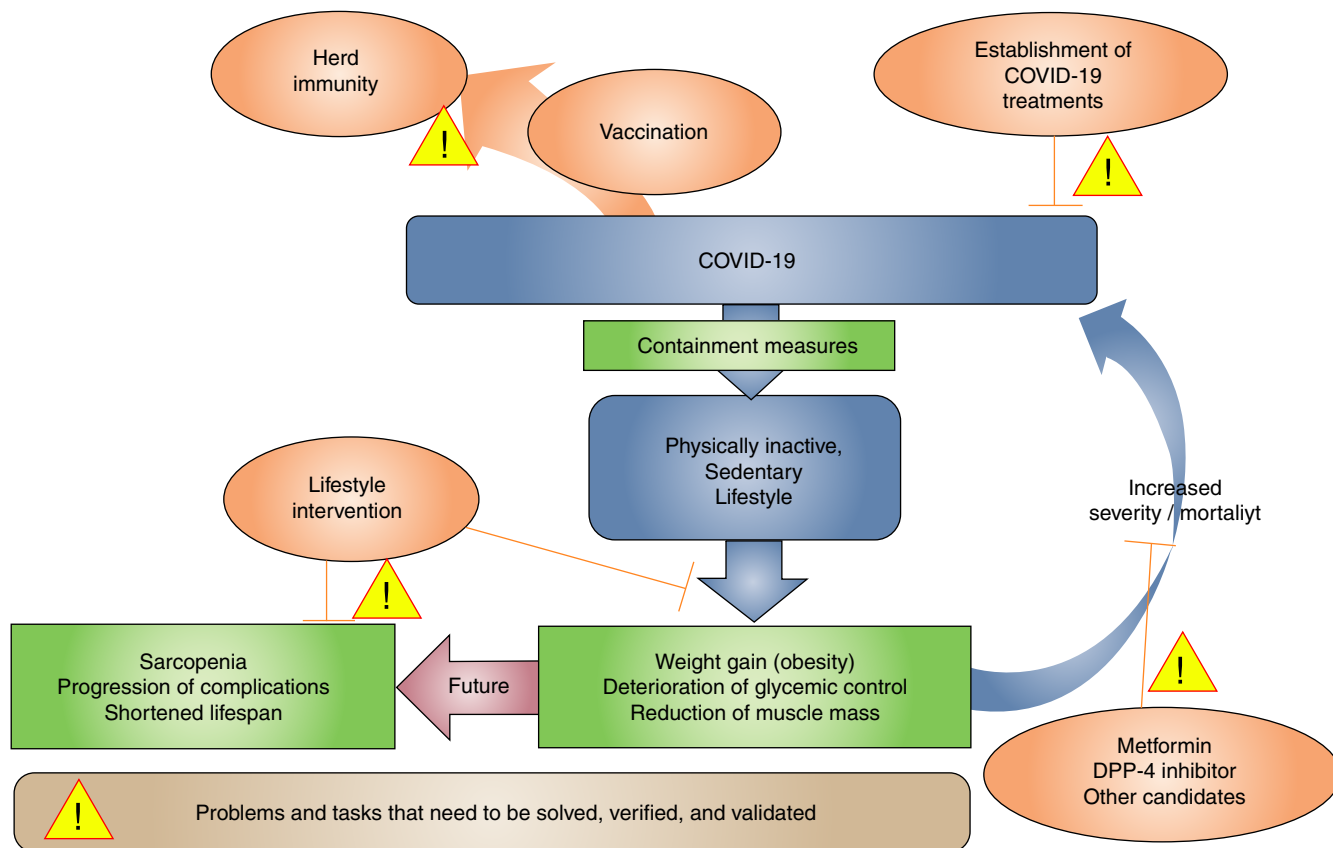 Herd
immunity
Vaccination
Establishment of
COVID-19
treatments
!
!
COVID-19
Containment measures
Physically inactive,
Sedentary
Lifestyle
Lifestyle
intervention
Increased
severity / mortaliyt
!
Sarcopenia
Progression of complications
Shortened lifespan
Future
Weight gain (obesity)
Deterioration of glycemic control
Reduction of muscle mass
!
Metformin
DPP-4 inhibitor
Other candidates
!
Problems and tasks that need to be solved, verified, and validated